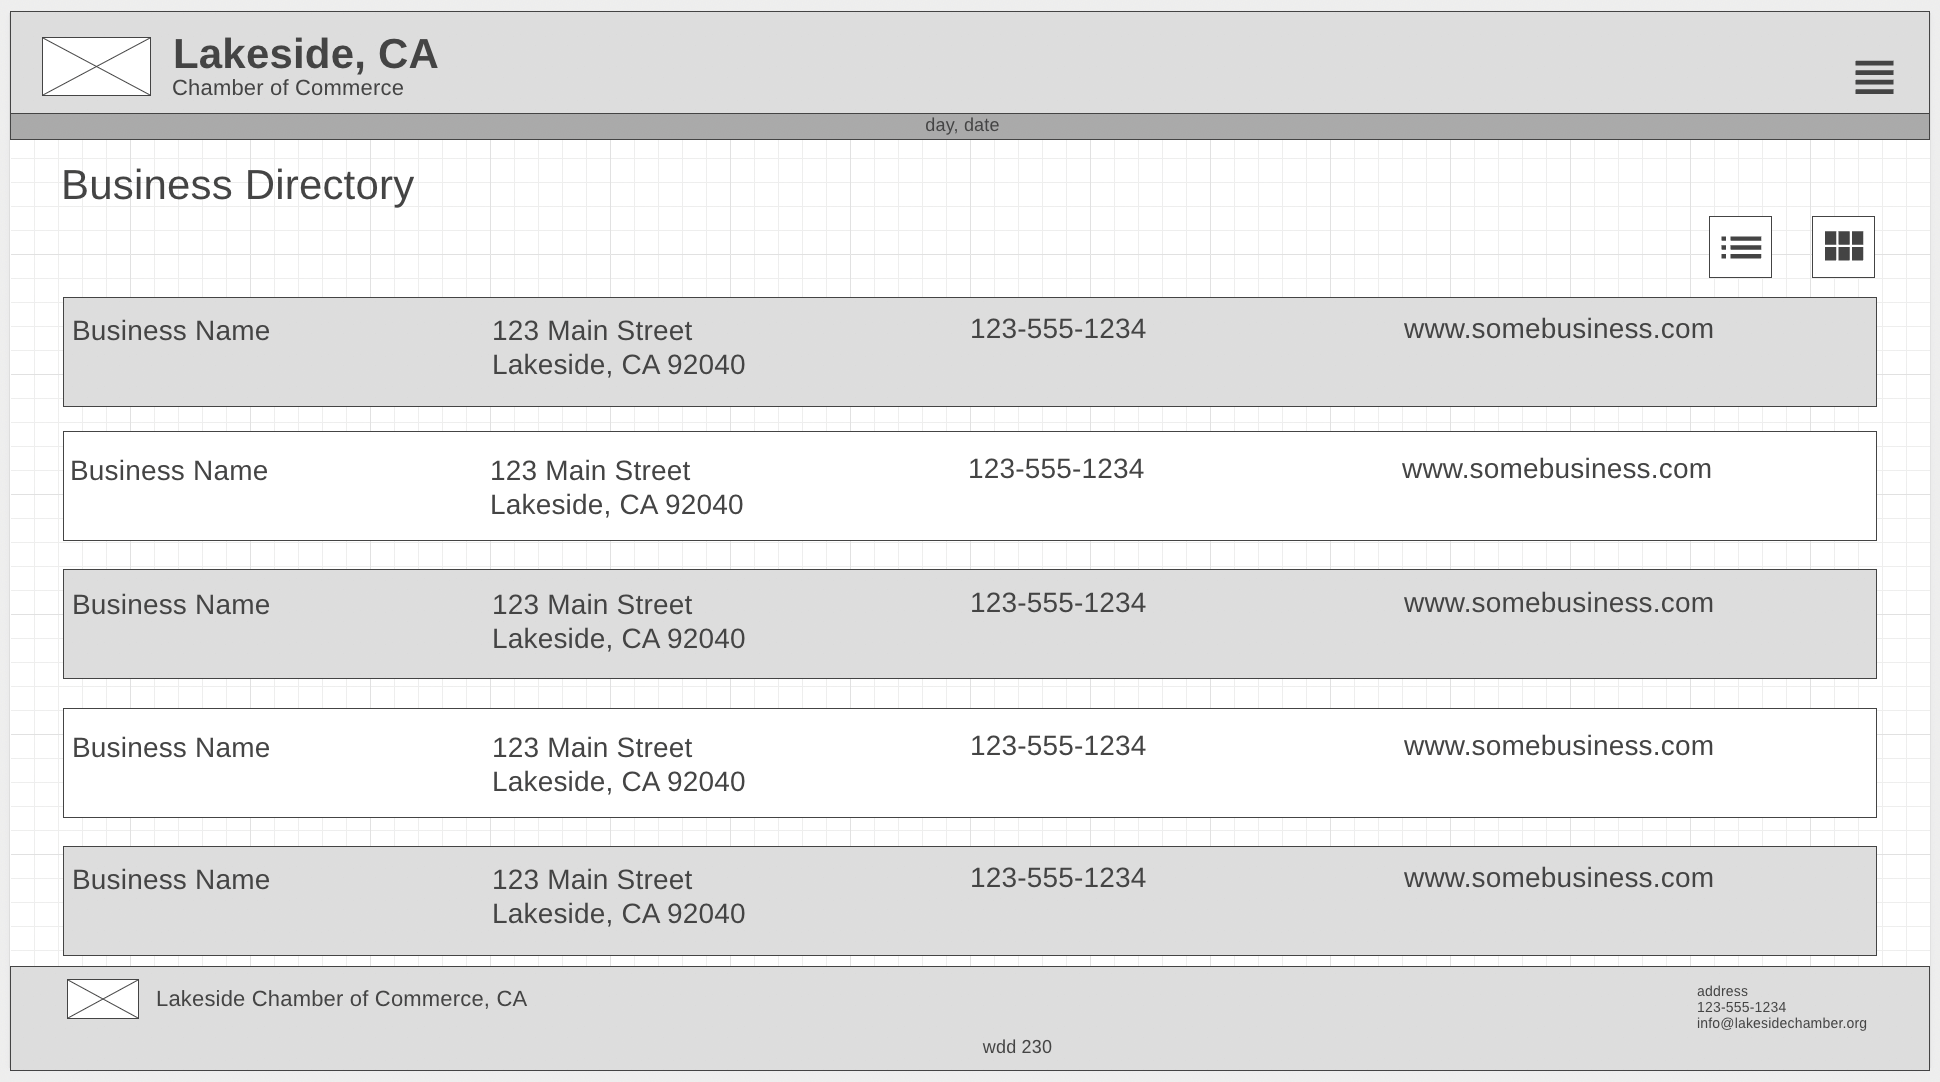 Lakeside, CA
Chamber of Commerce
day, date
Business Directory
Business Name
123 Main Street
Lakeside, CA 92040
123-555-1234
www.somebusiness.com
Business Name
123 Main Street
Lakeside, CA 92040
123-555-1234
www.somebusiness.com
Business Name
123 Main Street
Lakeside, CA 92040
123-555-1234
www.somebusiness.com
Business Name
123 Main Street
Lakeside, CA 92040
123-555-1234
www.somebusiness.com
Business Name
123 Main Street
Lakeside, CA 92040
123-555-1234
www.somebusiness.com
Lakeside Chamber of Commerce, CA
address
123-555-1234
info@lakesidechamber.org
wdd 230